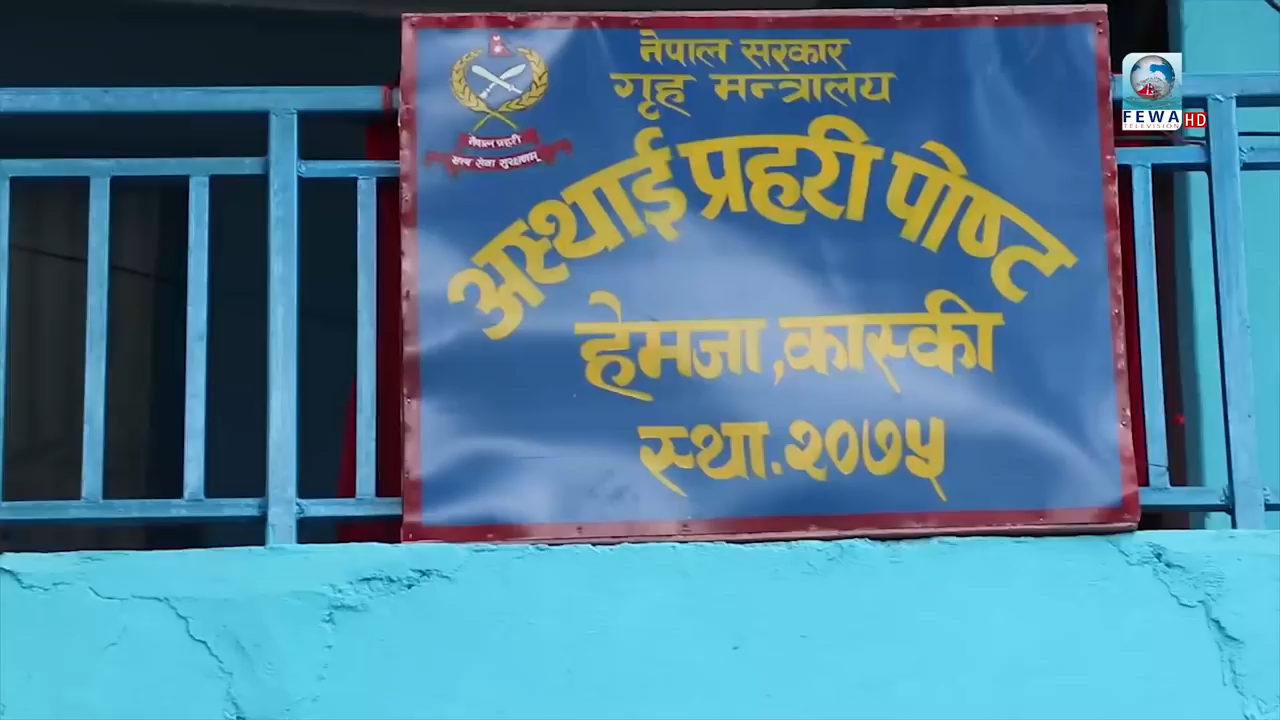 नेपाल सरकार
गृह मन्त्रालय
नेपाल प्रहरी
सत्य सेवा सुरक्षणम्
अस्थाई प्रहरी पोष्ट
हेमजा, कास्की
स्था. २०७५
FEWA HD
TELEVISION